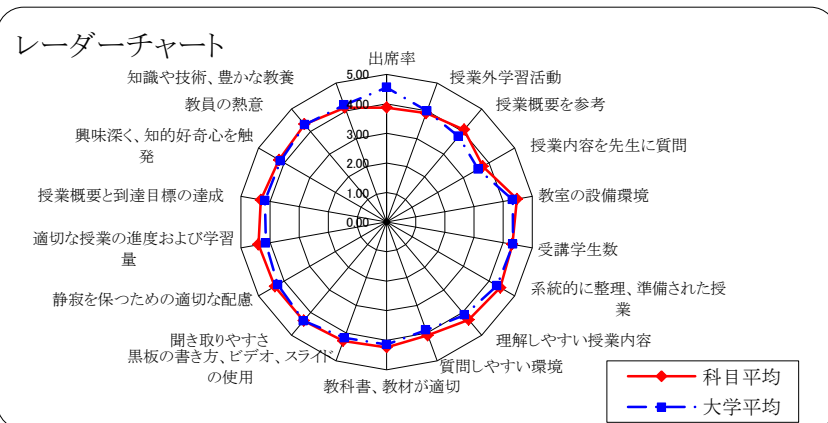 レーダーチャート
出席率
授業外学習活動
授業概要を参考
授業内容を先生に質問
教室の設備環境
受講学生数
系統的に整理、準備された授
業
理解しやすい授業内容
質問しやすい環境
教科書、教材が適切
黒板の書き方、ビデオ、スライド
の使用
聞き取りやすさ
静寂を保つための適切な配慮
適切な授業の進度および学習
量
授業概要と到達目標の達成
興味深く、知的好奇心を触
発
教員の熱意
知識や技術、豊かな教養
5.00
4.00
3.00
2.00
1.00
0.00
科目平均
大学平均